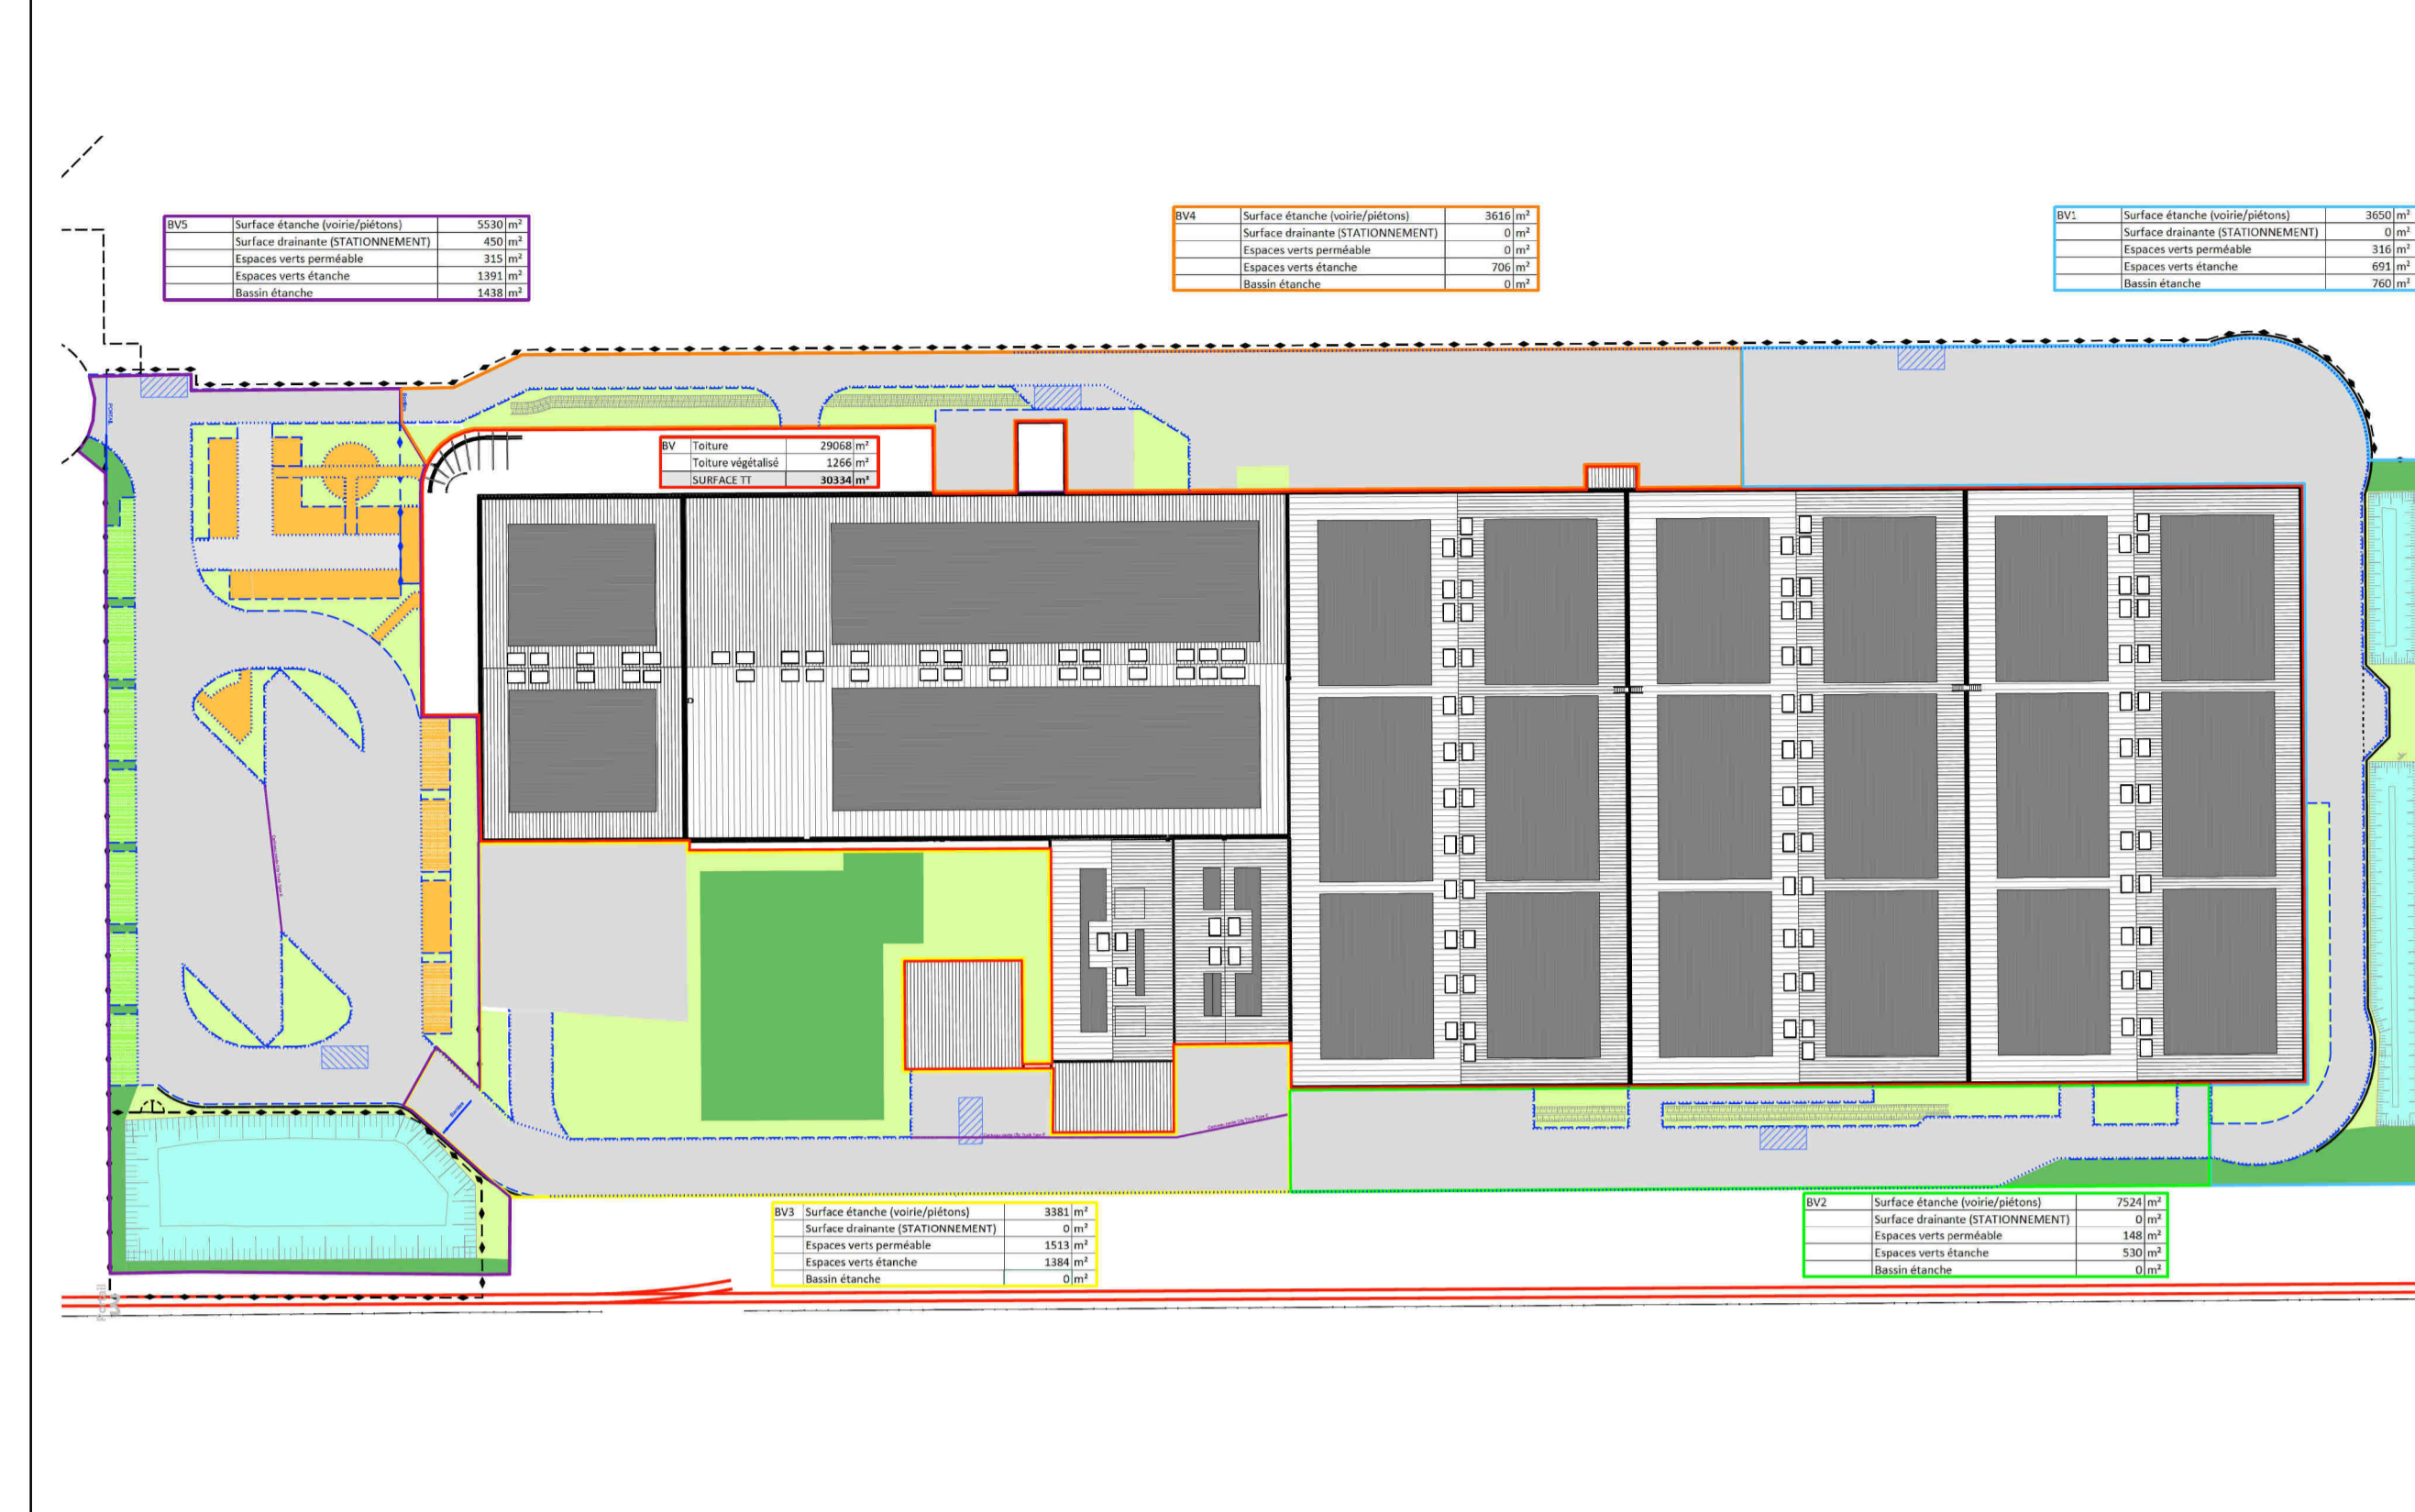 BV5 Surface étanche (voirie/piétons) 5530 m²
Surface drainante (STATIONNEMENT) 450 m²
Espaces verts perméable 315 m²
Espaces verts étanche 1391 m²
Bassin étanche 1438 m²
BV4 Surface étanche (voirie/piétons) 3616 m²
Surface drainante (STATIONNEMENT) 0 m²
Espaces verts perméable 0 m²
Espaces verts étanche 706 m²
Bassin étanche 0 m²
BV1 Surface étanche (voirie/piétons) 3650 m²
Surface drainante (STATIONNEMENT) 0 m²
Espaces verts perméable 316 m²
Espaces verts étanche 691 m²
Bassin étanche 760 m²
PORTAIL
BV Toiture 29068 m²
Toiture végétalisé 1266 m²
SURFACE TT 30334 m²
BV3 Surface étanche (voirie/piétons) 3381 m²
Surface drainante (STATIONNEMENT) 0 m²
Espaces verts perméable 1513 m²
Espaces verts étanche 1384 m²
Bassin étanche 0 m²
BV2 Surface étanche (voirie/piétons) 7524 m²
Surface drainante (STATIONNEMENT) 0 m²
Espaces verts perméable 148 m²
Espaces verts étanche 530 m²
Bassin étanche 0 m²
Portail